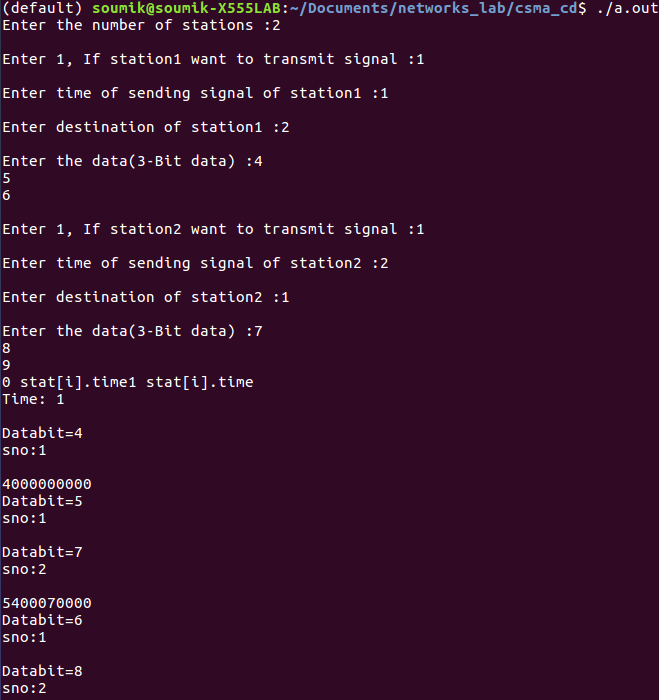 (default) soumik@soumik-X555LAB:~/Documents/networks_lab/csma_cd$ ./a.out
Enter the number of stations :2
Enter 1, If station1 want to transmit signal :1
Enter time of sending signal of station1 :1
Enter destination of station1 :2
Enter the data(3-Bit data) :4
5
6
Enter 1, If station2 want to transmit signal :1
Enter time of sending signal of station2 :2
Enter destination of station2 :1
Enter the data(3-Bit data) :7
8
9
0 stat[i].time1 stat[i].time
Time: 1
Databit=4
sno:1
4000000000
Databit=5
sno:1
Databit=7
sno:2
5400070000
Databit=6
sno:1
Databit=8
sno:2